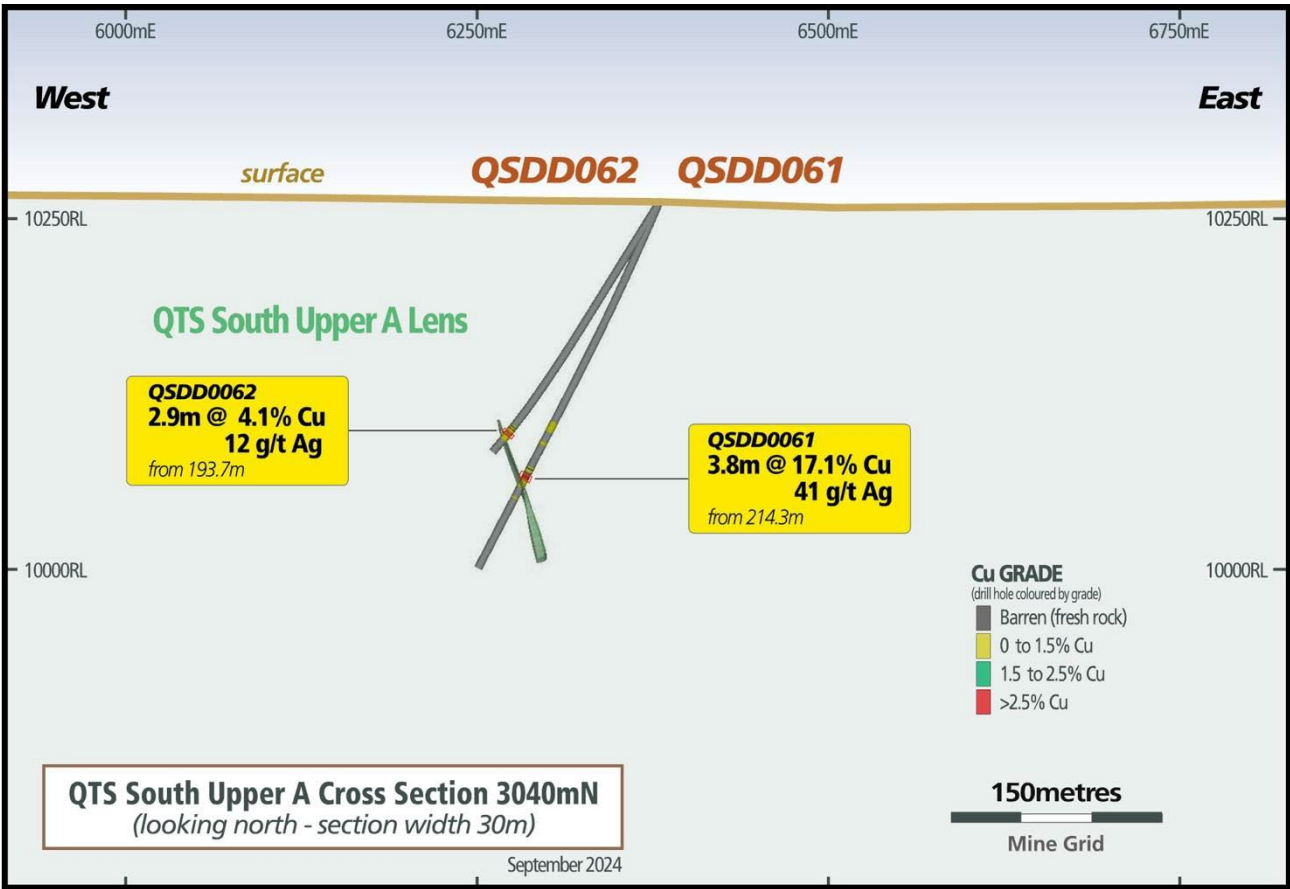 6000mE 6250mE 6500mE 6750mE
West East
surface QSDD062 QSDD061
10250RL 10250RL
QTS South Upper A Lens
QSDD0062
2.9m @ 4.1% Cu
12 g/t Ag
from 193.7m
QSDD0061
3.8m @ 17.1% Cu
41 g/t Ag
from 214.3m
10000RL 10000RL
Cu GRADE
(drill hole coloured by grade)
Barren (fresh rock)
0 to 1.5% Cu
1.5 to 2.5% Cu
>2.5% Cu
QTS South Upper A Cross Section 3040mN
(looking north - section width 30m)
September 2024
150metres
Mine Grid